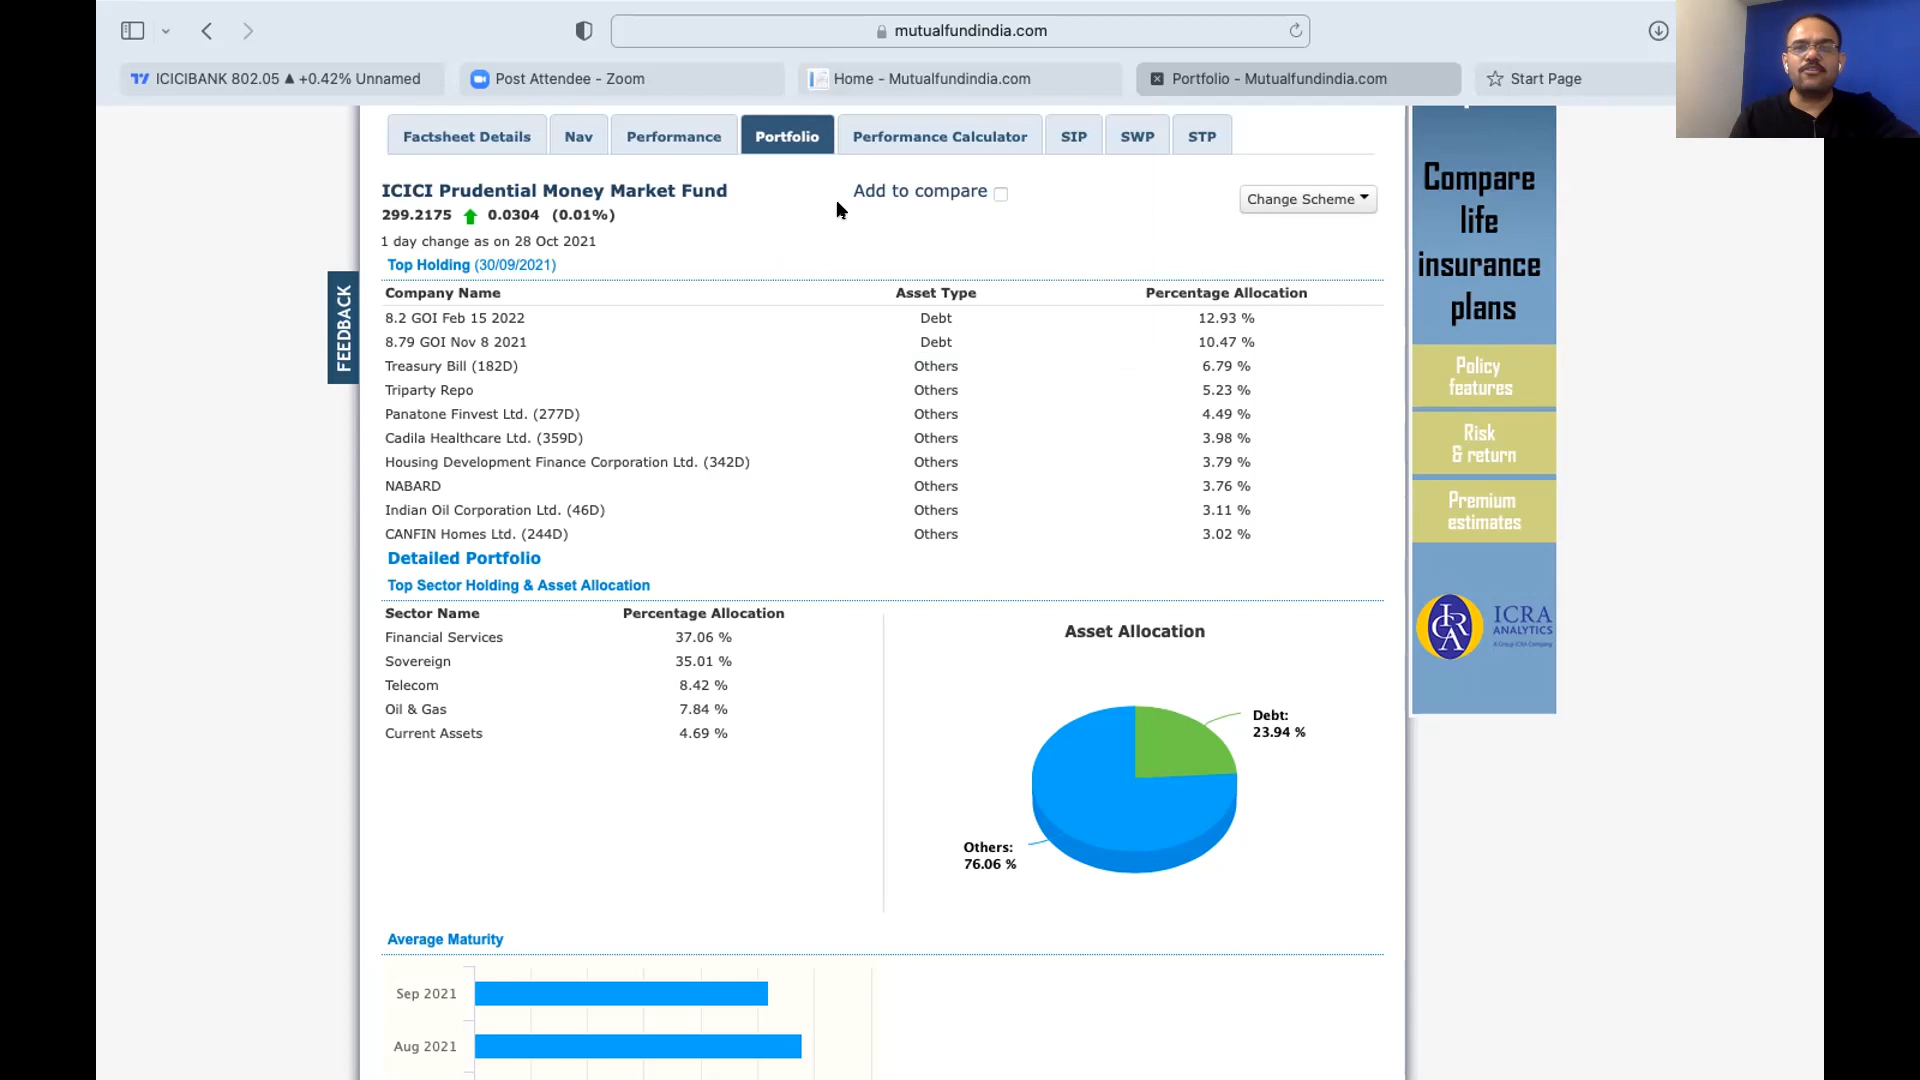 mutualfundindia.com
ICICIBANK 802.05 ▲ +0.42% Unnamed
Post Attendee - Zoom
Home - Mutualfundindia.com
Portfolio - Mutualfundindia.com
Start Page
Factsheet Details
Nav
Performance
Portfolio
Performance Calculator
SIP
SWP
STP
ICICI Prudential Money Market Fund
Add to compare
Change Scheme
299.2175 0.0304 (0.01%)
1 day change as on 28 Oct 2021
Top Holding (30/09/2021)
Company Name Asset Type Percentage Allocation
8.2 GOI Feb 15 2022 Debt 12.93 %
8.79 GOI Nov 8 2021 Debt 10.47 %
Treasury Bill (182D) Others 6.79 %
Triparty Repo Others 5.23 %
Panatone Finvest Ltd. (277D) Others 4.49 %
Cadila Healthcare Ltd. (359D) Others 3.98 %
Housing Development Finance Corporation Ltd. (342D) Others 3.79 %
NABARD Others 3.76 %
Indian Oil Corporation Ltd. (46D) Others 3.11 %
CANFIN Homes Ltd. (244D) Others 3.02 %
Detailed Portfolio
Top Sector Holding & Asset Allocation
Sector Name Percentage Allocation
Financial Services 37.06 %
Sovereign 35.01 %
Telecom 8.42 %
Oil & Gas 7.84 %
Current Assets 4.69 %
Asset Allocation
Debt:
23.94 %
Others:
76.06 %
Average Maturity
Sep 2021
Aug 2021
FEEDBACK
Compare
life
insurance
plans
Policy
features
Risk
& return
Premium
estimates
ICRA
ICRA
ANALYTICS